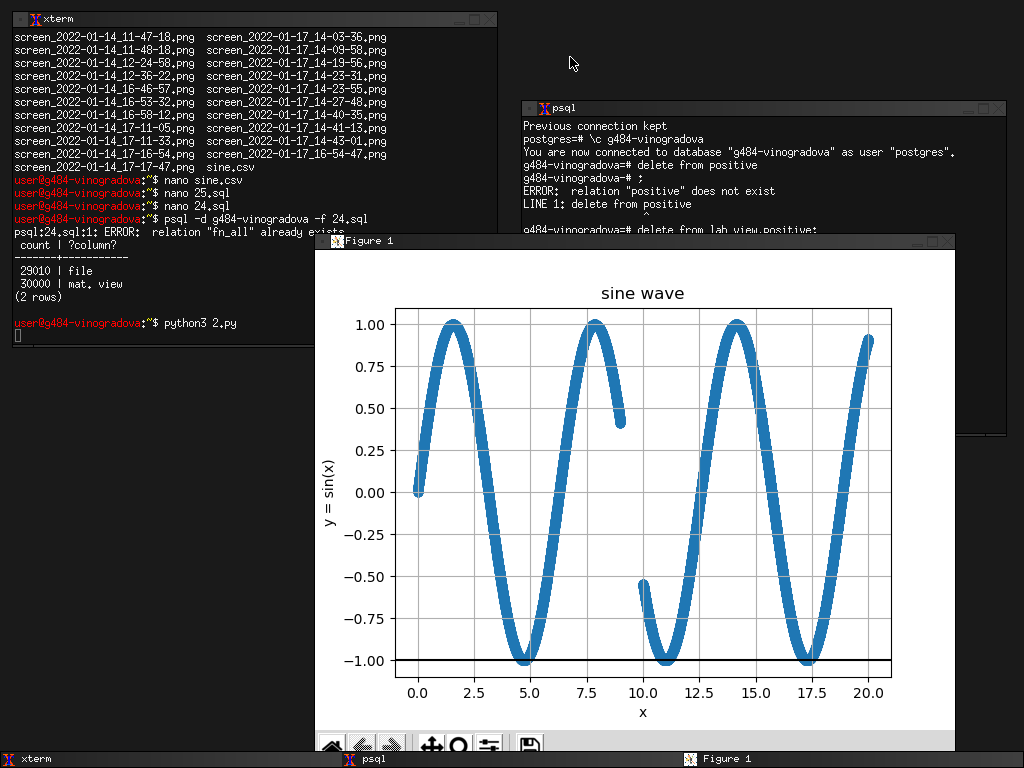 xterm
screen_2022-01-14_11-47-18.png  screen_2022-01-17_14-03-36.png
screen_2022-01-14_11-48-18.png  screen_2022-01-17_14-09-58.png
screen_2022-01-14_12-24-58.png  screen_2022-01-17_14-19-56.png
screen_2022-01-14_12-36-22.png  screen_2022-01-17_14-23-31.png
screen_2022-01-14_16-46-57.png  screen_2022-01-17_14-23-55.png
screen_2022-01-14_16-53-32.png  screen_2022-01-17_14-27-48.png
screen_2022-01-14_16-58-12.png  screen_2022-01-17_14-40-35.png
screen_2022-01-14_17-11-05.png  screen_2022-01-17_14-41-13.png
screen_2022-01-14_17-11-33.png  screen_2022-01-17_14-43-01.png
screen_2022-01-14_17-16-54.png  screen_2022-01-17_16-54-47.png
screen_2022-01-14_17-17-47.png  sine.csv
user@g484-vinogradova:~$ nano sine.csv
user@g484-vinogradova:~$ nano 25.sql
user@g484-vinogradova:~$ nano 24.sql
user@g484-vinogradova:~$ psql -d g484-vinogradova -f 24.sql
psql:24.sql:1: ERROR:  relation "fn_all" already exists
 count | ?column?
-------+-----------
 29010 | file
 30000 | mat. view
(2 rows)
user@g484-vinogradova:~$ python3 2.py
psql
Previous connection kept
postgres=# \c g484-vinogradova
You are now connected to database "g484-vinogradova" as user "postgres".
g484-vinogradova=# delete from positive
g484-vinogradova-# ;
ERROR:  relation "positive" does not exist
LINE 1: delete from positive
^
g484-vinogradova=# delete from lab_view.positive;
Figure 1
sine wave
1.00
0.75
0.50
0.25
0.00
−0.25
−0.50
−0.75
−1.00
y = sin(x)
0.0 2.5 5.0 7.5 10.0 12.5 15.0 17.5 20.0
x
xterm psql Figure 1